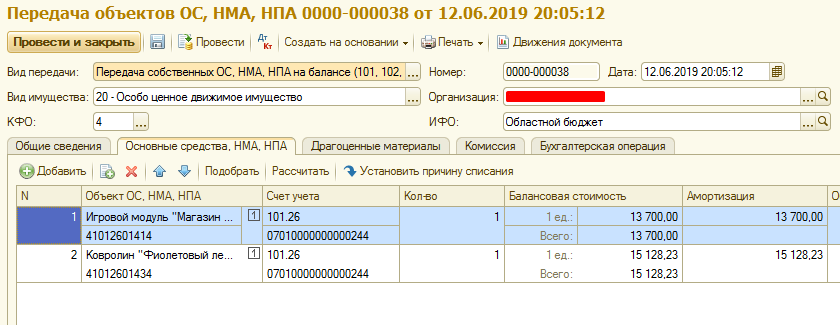 Передача объектов ОС, НМА, НПА 0000-000038 от 12.06.2019 20:05:12
Провести и закрыть Провести Дт Кт Создать на основании Печать Движения документа
Вид передачи: Передача собственных ОС, НМА, НПА на балансе (101, 102, ... Номер: 0000-000038 Дата: 12.06.2019 20:05:12
Вид имущества: 20 - Особо ценное движимое имущество ... Организация: ...
КФО: 4 ... ИФО: Областной бюджет ...
Общие сведения Основные средства, НМА, НПА Драгоценные материалы Комиссия Бухгалтерская операция
Добавить Подобрать Рассчитать Установить причину списания
N Объект ОС, НМА, НПА Счет учета Кол-во Балансовая стоимость Амортизация О
1 Игровой модуль "Магазин ... 1 101.26 1 1 ед.: 13 700,00 13 700,00
41012601414 07010000000000244 Всего: 13 700,00
2 Ковролин "Фиолетовый ле... 1 101.26 1 1 ед.: 15 128,23 15 128,23
41012601434 07010000000000244 Всего: 15 128,23